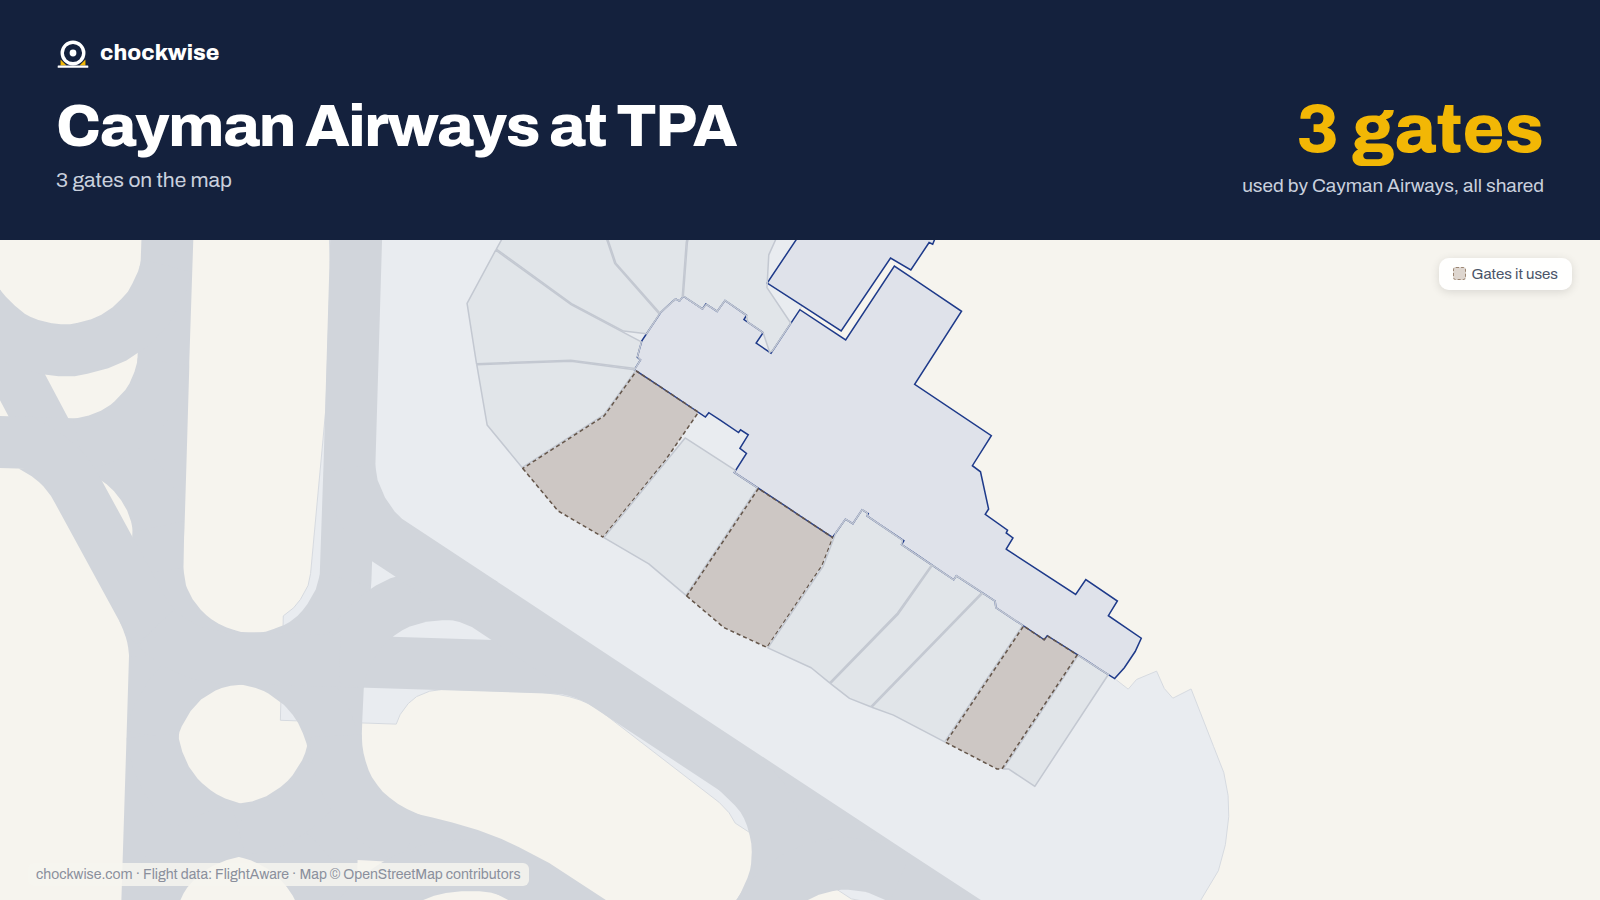 chockwise
Cayman Airways at TPA
3 gates on the map
3 gates
used by Cayman Airways, all shared
Gates it uses
chockwise.com · Flight data: FlightAware · Map © OpenStreetMap contributors